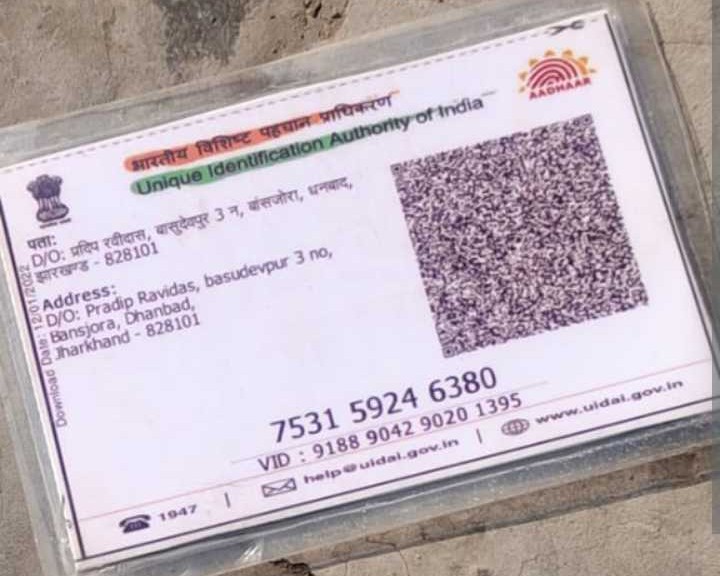 AADHAAR
भारतीय विशिष्ट पहचान प्राधिकरण
Unique Identification Authority of India
पता:
D/O: प्रदिप रवीदास, बासुदेवपुर 3 न, बांसजोरा, धनबाद,
झारखण्ड - 828101
Address:
D/O: Pradip Ravidas, basudevpur 3 no,
Bansjora, Dhanbad,
Jharkhand - 828101
Download Date: 12/01/2022
7531 5924 6380
VID : 9188 9042 9020 1395
1947 | help@uidai.gov.in | www.uidai.gov.in